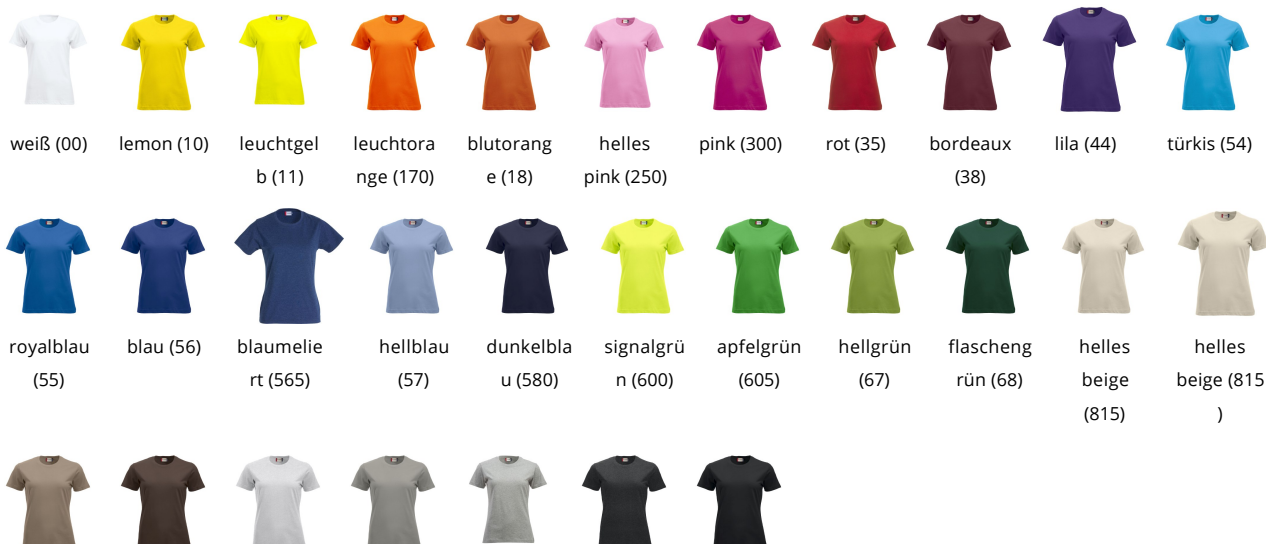 weiß (00) lemon (10) leuchtgel leuchtora blutorang helles pink (300) rot (35) bordeaux lila (44) türkis (54)
b (11) nge (170) e (18) pink (250) (38)
royalblau blau (56) blaumelie hellblau dunkelbla signalgrü apfelgrün hellgrün flascheng helles helles
(55) rt (565) (57) u (580) n (600) (605) (67) rün (68) beige beige (815
(815) )